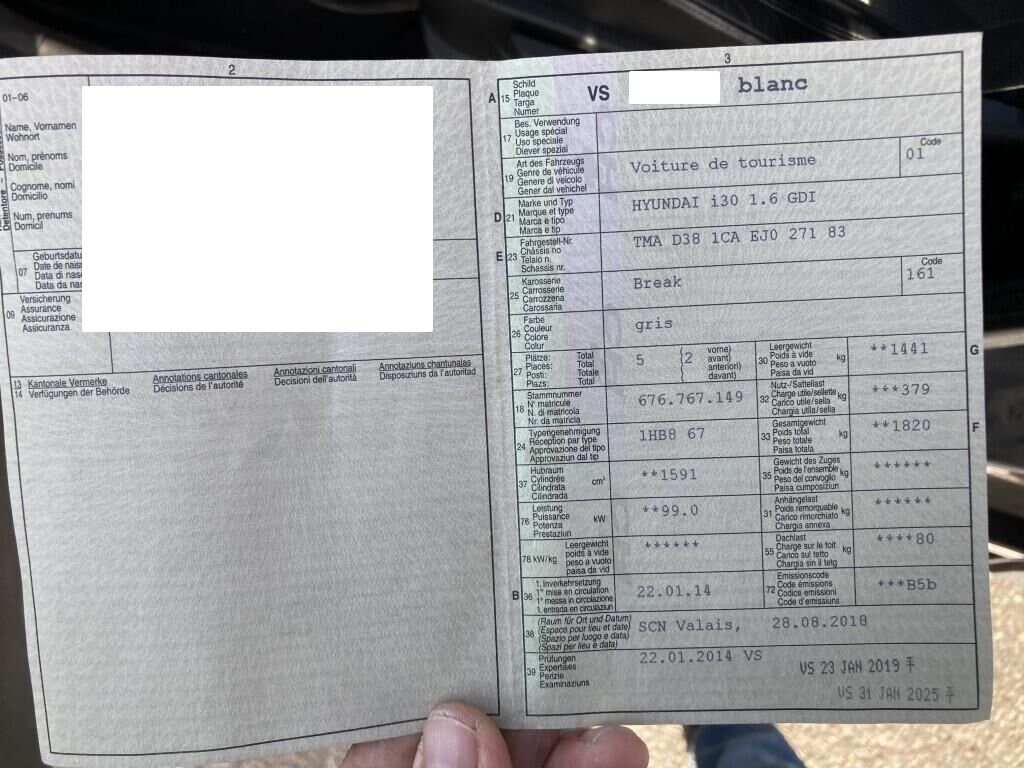 2
01–06
Name, Vornamen
Wohnort
Nom, prénoms
Domicile
Cognome, nomi
Domicilio
Num, prenums
Domicil
07
Geburtsdatu
Date de nais
Data di nas
Data da na
09
Versicherung
Assurance
Assicurazione
Assicuranza
13 Kantonale Vermerke
14 Verfügungen der Behörde
Annotations cantonales
Décisions de l'autorité
Annotazioni cantonali
Decisioni dell'autorità
Annotaziuns chantunalas
Disposiziuns da l'autoritad
3
A 15 Schild
Plaque
Targa
Numer
VS blanc
17 Bes. Verwendung
Usage spécial
Uso speciale
Diever spezial
19 Art des Fahrzeugs
Genre de véhicule
Genere di veicolo
Gener dal vehichel
Voiture de tourisme
Code
01
D 21 Marke und Typ
Marque et type
Marca e tipo
Marca e tip
HYUNDAI i30 1.6 GDI
E 23 Fahrgestell-Nr.
Châssis no
Telaio n.
Schassis nr.
TMA D38 1CA EJ0 271 83
25 Karosserie
Carrosserie
Carrozzeria
Carossaria
Break
Code
161
26 Farbe
Couleur
Colore
Colur
gris
27 Plätze: Total
Places: Total
Posti: Totale
Plazs: Total
5 (2 vorne)
avant)
anteriori)
davant)
30 Leergewicht
Poids à vide
Peso a vuoto
Paisa da vid
kg
**1441
G
18 Stammnummer
N° matricule
N. di matricola
Nr. da matricla
676.767.149
32 Nutz-/Sattellast
Charge utile/sellette
Carico utile/sella
Chargia utila/sella
kg
***379
24 Typengenehmigung
Réception par type
Approvazione del tipo
Approvaziun dal tip
1HB8 67
33 Gesamtgewicht
Poids total
Peso totale
Paisa totala
kg
**1820
F
37 Hubraum
Cylindrée
Cilindrata
Cilindrada
cm³
**1591
35 Gewicht des Zuges
Poids de l'ensemble
Peso del convoglio
Paisa cumposiziun
kg
******
76 Leistung
Puissance
Potenza
Prestaziun
kW
**99.0
31 Anhängelast
Poids remorquable
Carico rimorchiato
Chargia annexa
kg
******
78 kW/kg
Leergewicht
poids à vide
peso a vuoto
paisa da vid
******
55 Dachlast
Charge sur le toit
Carico sul tetto
Chargia sin il tetg
kg
****80
B 36 1. Inverkehrsetzung
1re mise en circulation
1a messa in circolazione
1. entrada en circulaziun
22.01.14
72 Emissionscode
Code émissions
Codice emissioni
Code d'emissiuns
***B5b
38 (Raum für Ort und Datum)
(Espace pour lieu et date)
(Spazio per luogo e data)
(Spazi per lieu e data)
SCN Valais, 28.08.2018
39 Prüfungen
Expertises
Perizie
Examinaziuns
22.01.2014 VS
VS 23 JAN 2019
VS 31 JAN 2025